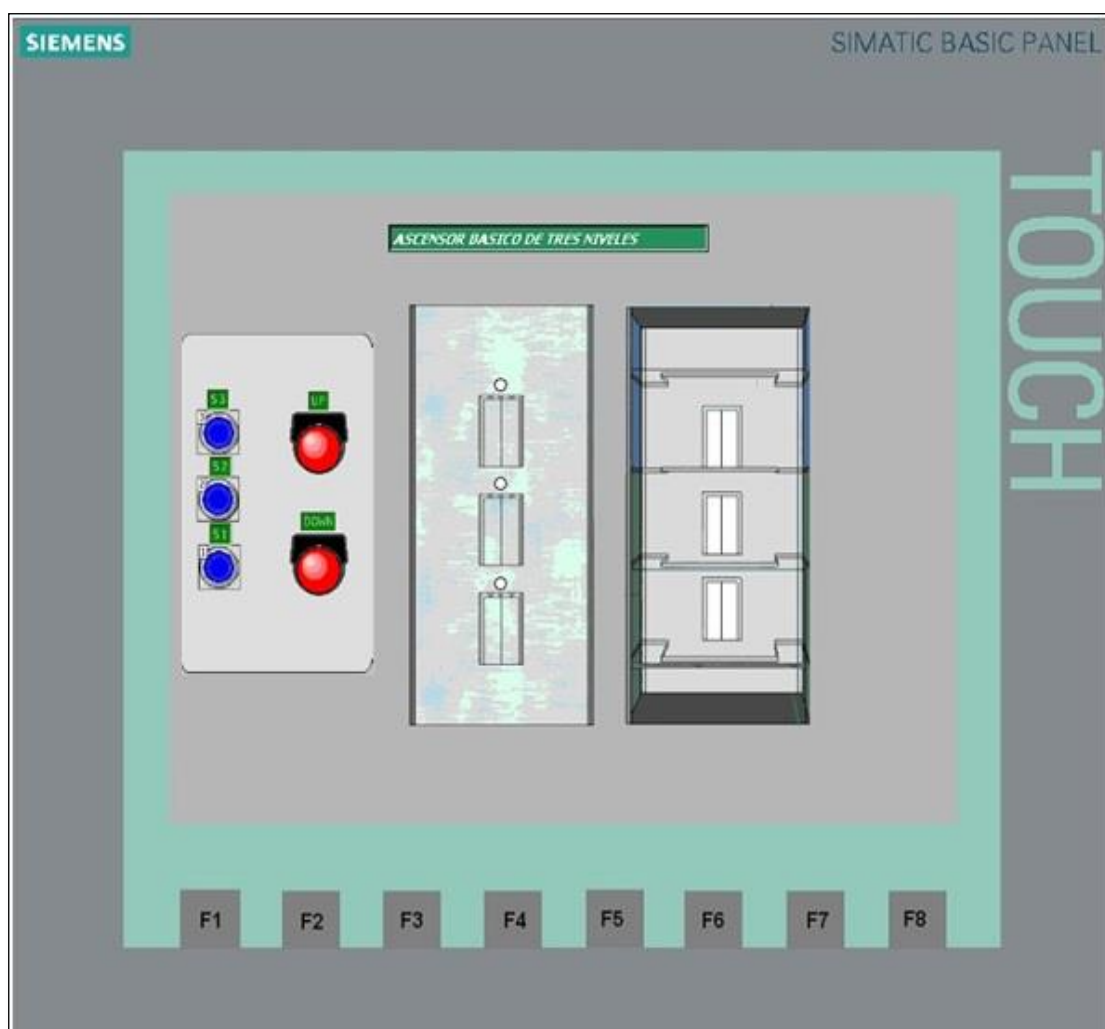 SIEMENS
SIMATIC BASIC PANEL
TOUCH
ASCENSOR BASICO DE TRES NIVELES
S3
UP
S2
S1
DOWN
F1
F2
F3
F4
F5
F6
F7
F8